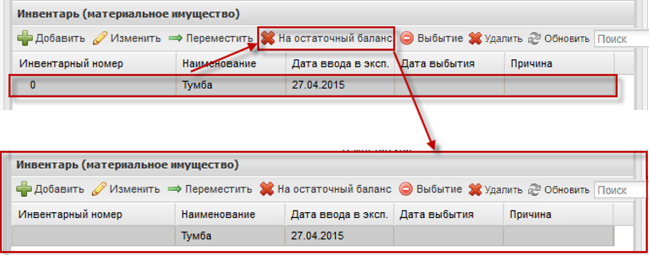 Инвентарь (материальное имущество)
Добавить Изменить Переместить На остаточный баланс Выбытие Удалить Обновить Поиск
Инвентарный номер Наименование Дата ввода в эксп. Дата выбытия Причина
0 Тумба 27.04.2015
Инвентарь (материальное имущество)
Добавить Изменить Переместить На остаточный баланс Выбытие Удалить Обновить Поиск
Инвентарный номер Наименование Дата ввода в эксп. Дата выбытия Причина
Тумба 27.04.2015